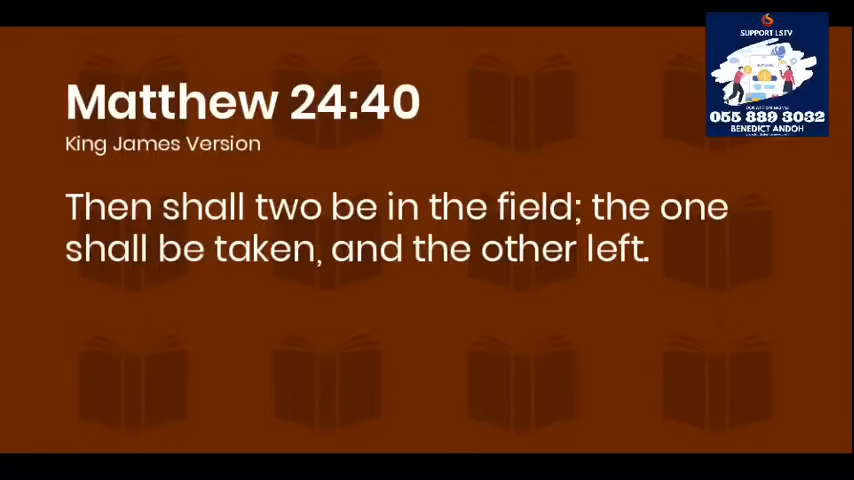 SUPPORT LSTV
Matthew 24:40
055 889 3032
BENEDICT ANDOH
King James Version
Then shall two be in the field; the one
shall be taken, and the other left.